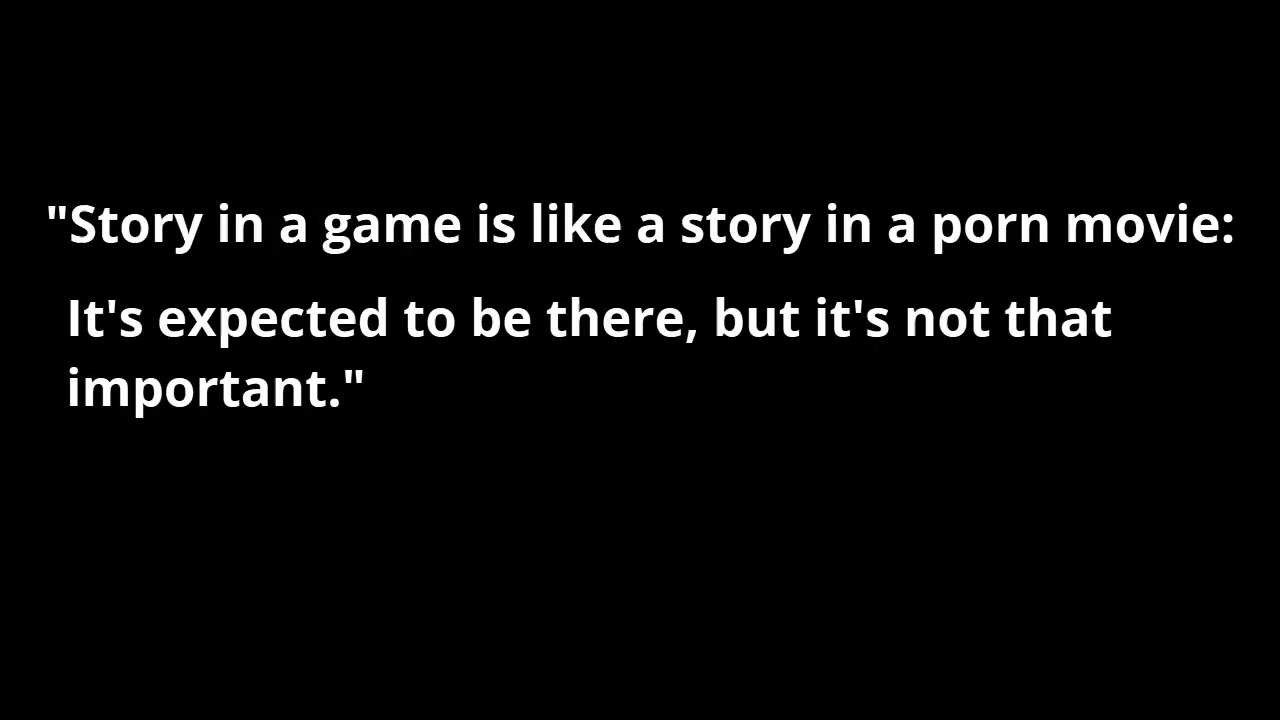 "Story in a game is like a story in a porn movie:
It's expected to be there, but it's not that
important."